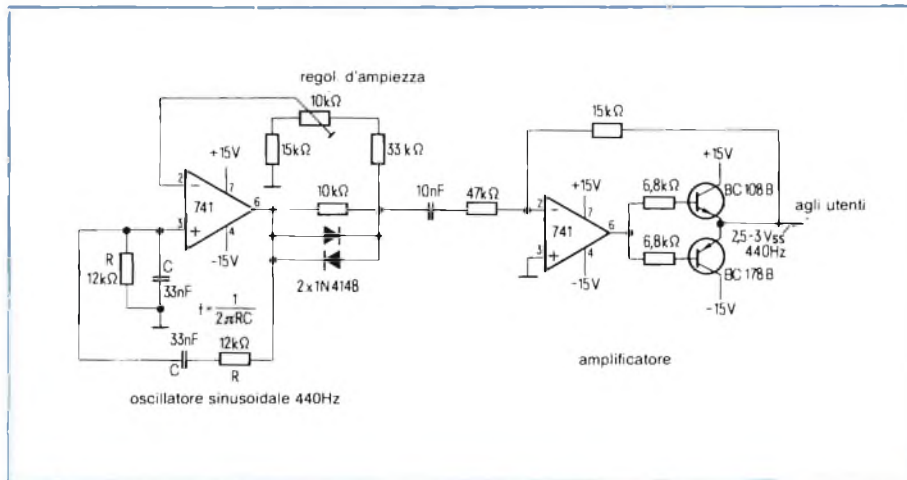 regol. d'ampiezza
10kΩ
15kΩ
33 kΩ
15kΩ
+15V
2
−
741
7
6
3
+
4
-15V
10kΩ
10nF
47kΩ
2 x 1N 4148
R
12kΩ
C
33nF
f = 1
2πRC
33nF
C
12kΩ
R
oscillatore sinusoidale 440Hz
+15V
2
−
741
7
6
3
+
4
-15V
6,8kΩ
6,8kΩ
+15V
BC 108 B
agli utenti
2,5-3 Vss
440Hz
BC 178 B
-15V
amplificatore